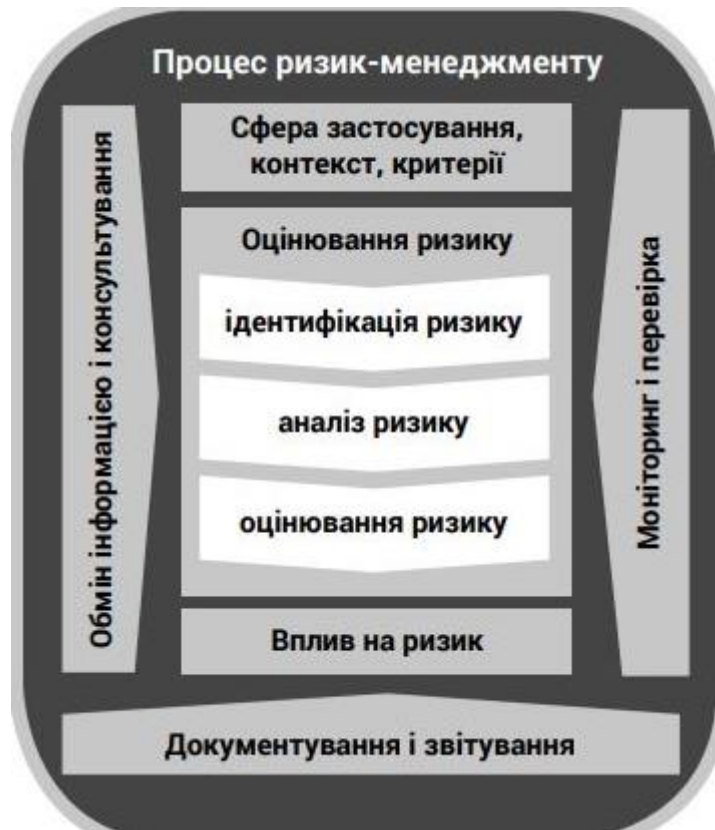 Процес ризик-менеджменту
Обмін інформацією і консультування
Сфера застосування,
контекст, критерії
Оцінювання ризику
ідентифікація ризику
аналіз ризику
оцінювання ризику
Вплив на ризик
Моніторинг і перевірка
Документування і звітування